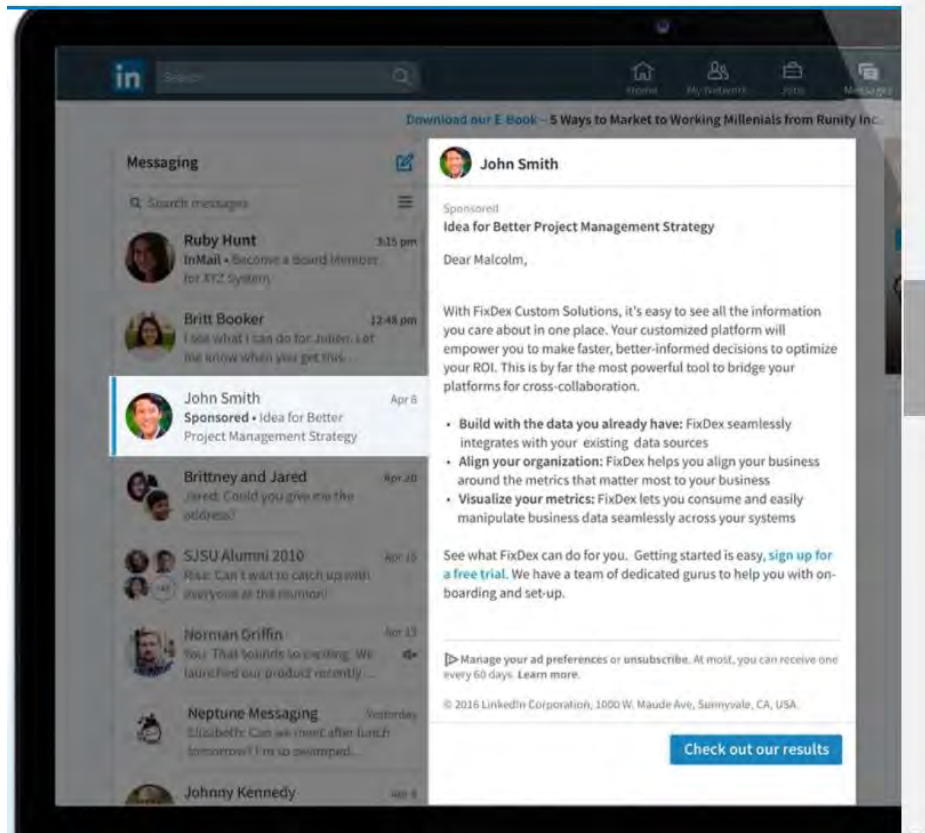 in
Search
Home
My Network
Jobs
Messages
Download our E-Book – 5 Ways to Market to Working Millenials from Runity Inc.
Messaging
Search messages
Ruby Hunt 3:15 pm
InMail • Become a Board Member
for XYZ System
Britt Booker 12:48 pm
I see what I can do for Julien. Let
me know when you get this...
John Smith Apr 6
Sponsored • Idea for Better
Project Management Strategy
Brittney and Jared Apr 20
Jared: Could you give me the
address?
SJSU Alumni 2010 Apr 15
Can't wait to catch up with
everyone at the reunion!
Norman Griffin Apr 13
You: That sounds so exciting. We
launched our product recently...
Neptune Messaging Yesterday
Elizabeth: Can we meet after lunch
tomorrow? I'm so swamped...
Johnny Kennedy
John Smith
Sponsored
Idea for Better Project Management Strategy
Dear Malcolm,
With FixDex Custom Solutions, it's easy to see all the information
you care about in one place. Your customized platform will
empower you to make faster, better-informed decisions to optimize
your ROI. This is by far the most powerful tool to bridge your
platforms for cross-collaboration.
• Build with the data you already have: FixDex seamlessly
integrates with your existing data sources
• Align your organization: FixDex helps you align your business
around the metrics that matter most to your business
• Visualize your metrics: FixDex lets you consume and easily
manipulate business data seamlessly across your systems
See what FixDex can do for you. Getting started is easy, sign up for
a free trial. We have a team of dedicated gurus to help you with on-
boarding and set-up.
Manage your ad preferences or unsubscribe. At most, you can receive one
every 60 days. Learn more.
© 2016 LinkedIn Corporation, 1000 W. Maude Ave, Sunnyvale, CA, USA.
Check out our results